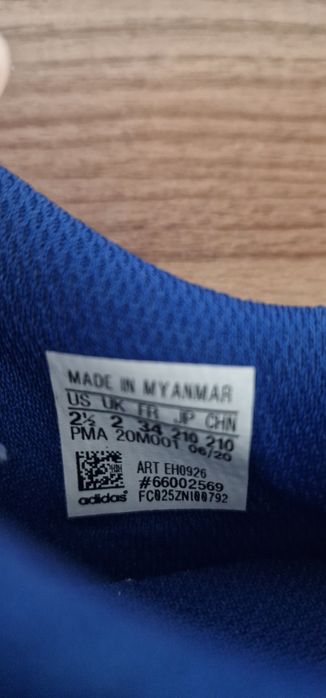 MADE IN MYANMAR
US UK FR JP CHN
2½ 2 34 210 210
PMA 20M001 06/20
ART EH0926
#66002569
FC025ZNI00792
adidas